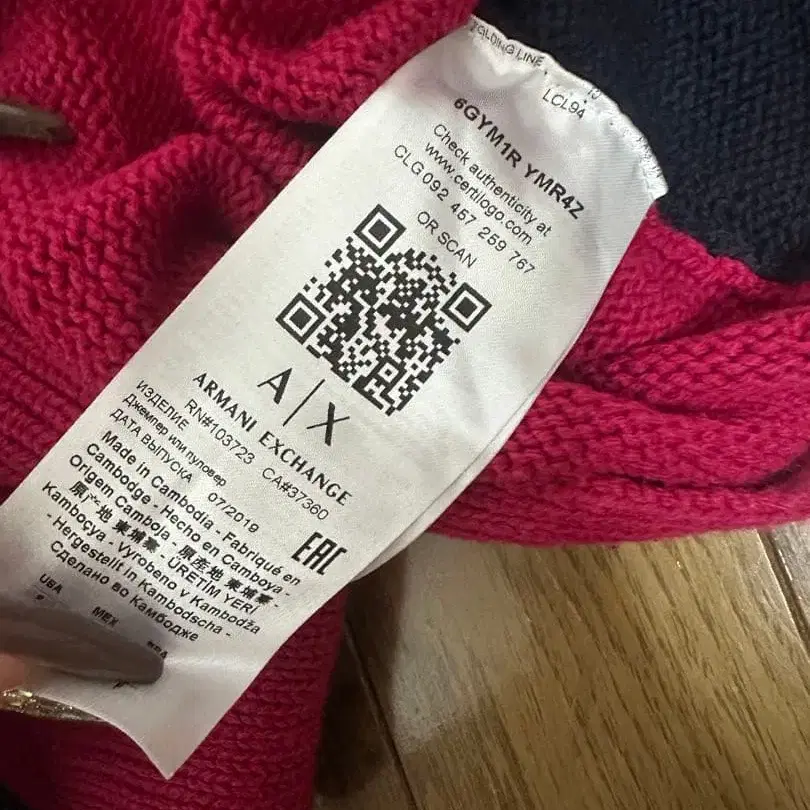 FOLDING LINE
LCL94
6GYM1R YMR4Z
Check authenticity at
www.certilogo.com
CLG 092 457 259 767
OR SCAN
A|X
ARMANI EXCHANGE
RN#103723 CA#37360
ИЗДЕЛИЕ
Джемпер или пуловер
ДАТА ВЫПУСКА 07/2019
EAC
Made in Cambodia - Fabriqué en
Cambodge - Hecho en Camboya -
Origem Camboja - 原産地 柬埔寨 -
原产地 柬埔寨 - ÜRETİM YERİ
Kamboçya - Vyrobeno v Kambodža
- Hergestellt in Kambodscha -
Сделано во Камбодже
USA MEX